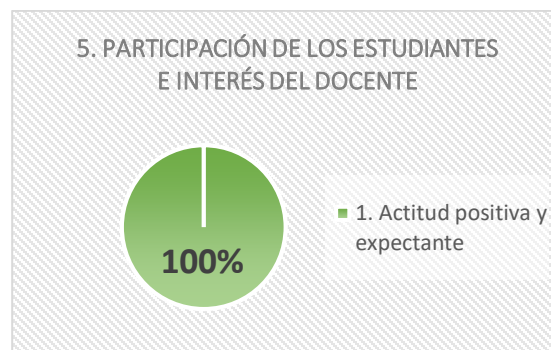 5. PARTICIPACIÓN DE LOS ESTUDIANTES
E INTERÉS DEL DOCENTE
100%
1. Actitud positiva y
expectante